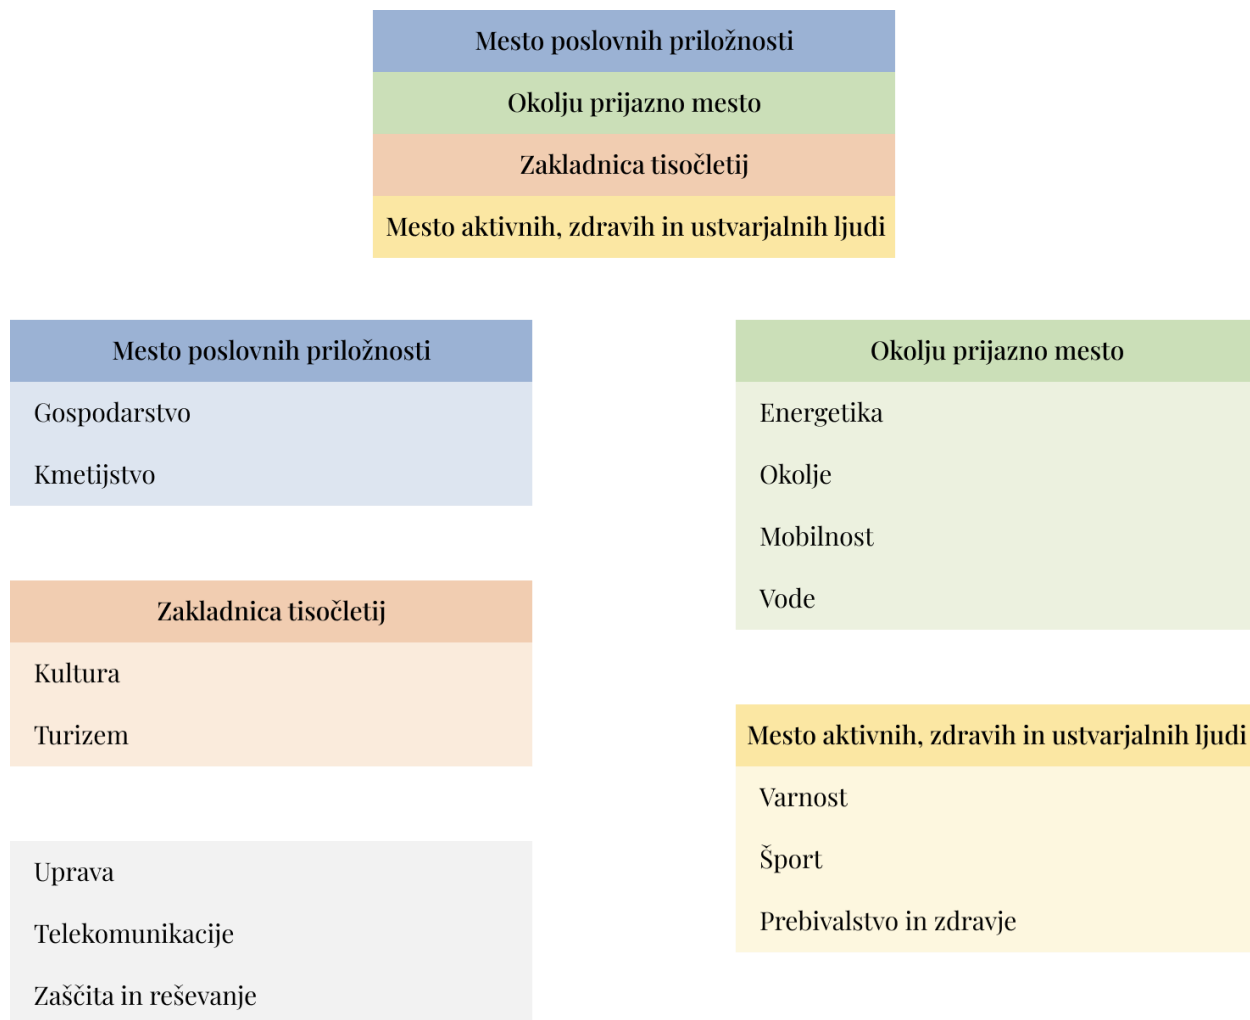 Mesto poslovnih priložnosti
Okolju prijazno mesto
Zakladnica tisočletij
Mesto aktivnih, zdravih in ustvarjalnih ljudi
Mesto poslovnih priložnosti
Gospodarstvo
Kmetijstvo
Zakladnica tisočletij
Kultura
Turizem
Uprava
Telekomunikacije
Zaščita in reševanje
Okolju prijazno mesto
Energetika
Okolje
Mobilnost
Vode
Mesto aktivnih, zdravih in ustvarjalnih ljudi
Varnost
Šport
Prebivalstvo in zdravje